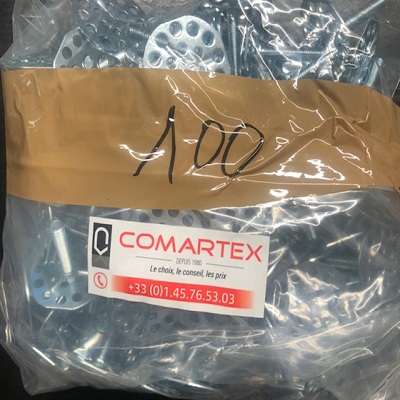 100
COMARTEX
DEPUIS 1980
Le choix, le conseil, les prix
+33 (0)1.45.76.53.03